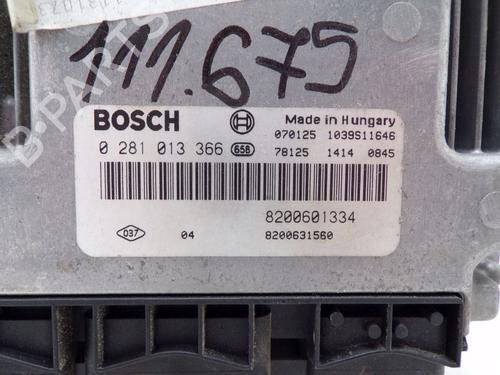 111.675
BOSCH
Made in Hungary
070125 1039S11646
0 281 013 366 658
78125 1414 0845
8200601334
037 04 8200631560
B-PARTS